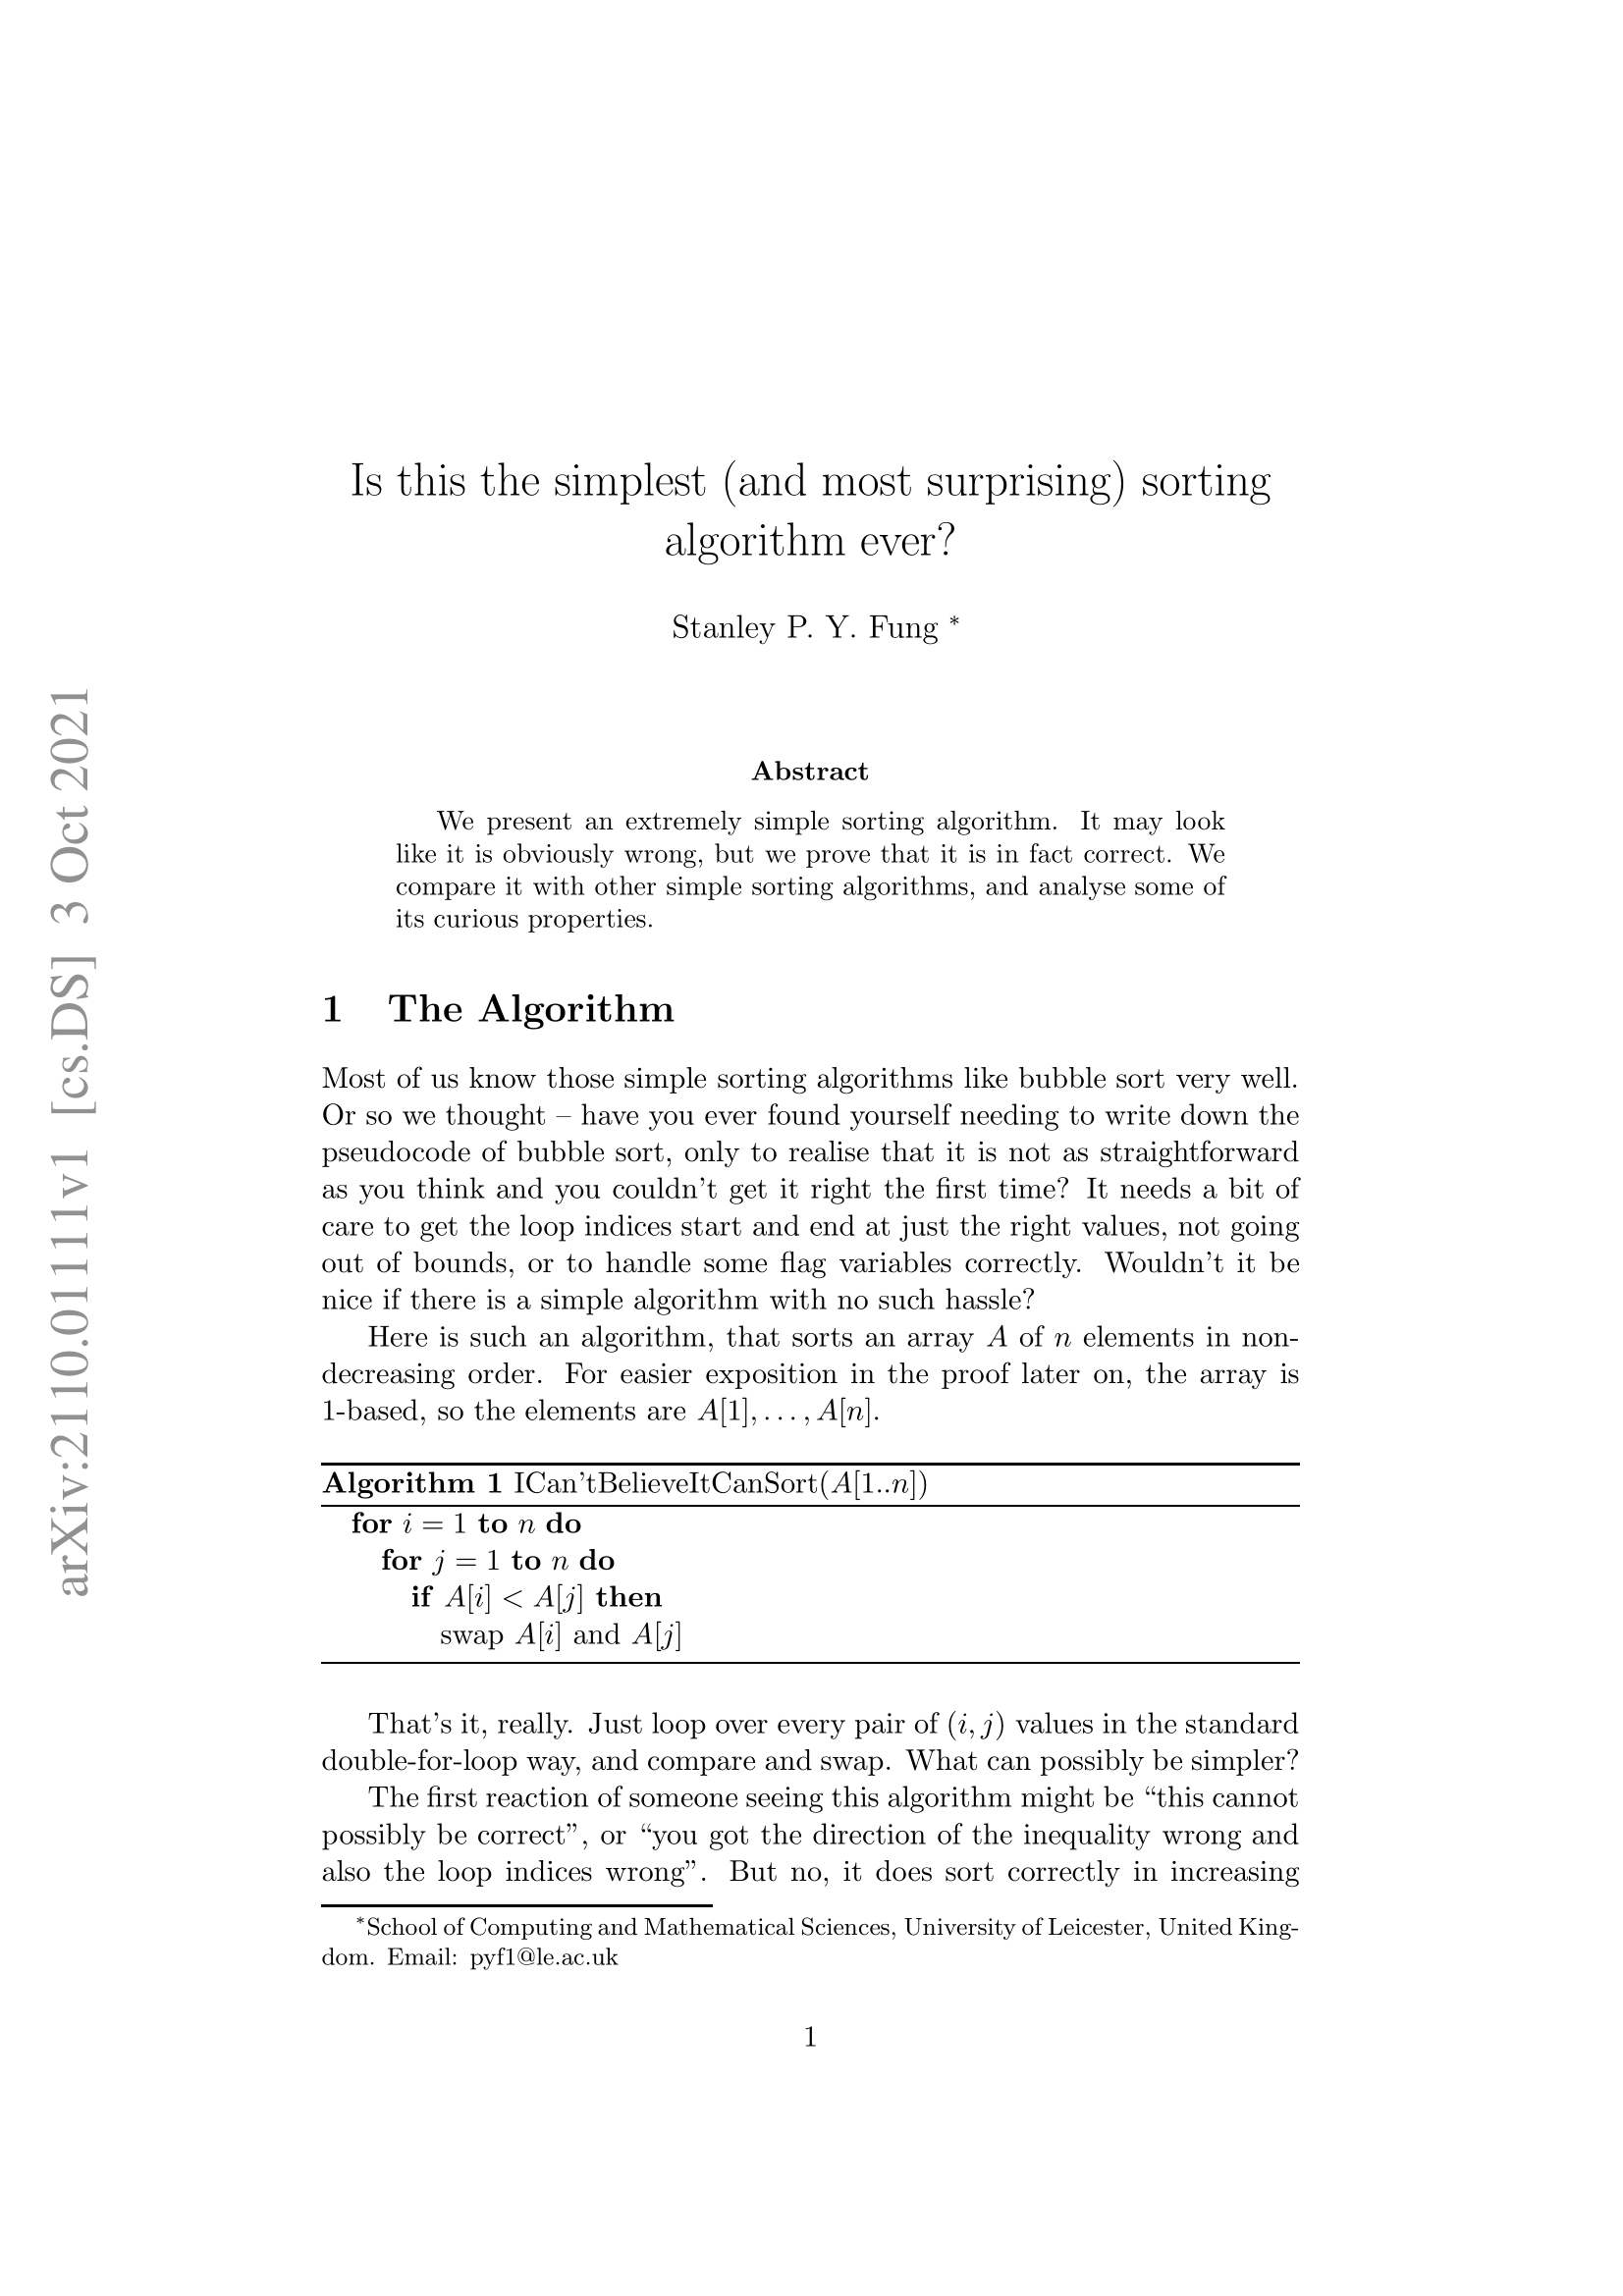 Is this the simplest (and most surprising) sorting
algorithm ever?
Stanley P. Y. Fung *
Abstract
We present an extremely simple sorting algorithm. It may look
like it is obviously wrong, but we prove that it is in fact correct. We
compare it with other simple sorting algorithms, and analyse some of
its curious properties.
1 The Algorithm
Most of us know those simple sorting algorithms like bubble sort very well.
Or so we thought – have you ever found yourself needing to write down the
pseudocode of bubble sort, only to realise that it is not as straightforward
as you think and you couldn't get it right the first time? It needs a bit of
care to get the loop indices start and end at just the right values, not going
out of bounds, or to handle some flag variables correctly. Wouldn't it be
nice if there is a simple algorithm with no such hassle?
Here is such an algorithm, that sorts an array A of n elements in non-
decreasing order. For easier exposition in the proof later on, the array is
1-based, so the elements are A[1], . . . , A[n].
Algorithm 1 ICan'tBelieveItCanSort(A[1..n])
for i = 1 to n do
for j = 1 to n do
if A[i] < A[j] then
swap A[i] and A[j]
That's it, really. Just loop over every pair of (i, j) values in the standard
double-for-loop way, and compare and swap. What can possibly be simpler?
The first reaction of someone seeing this algorithm might be “this cannot
possibly be correct”, or “you got the direction of the inequality wrong and
also the loop indices wrong”. But no, it does sort correctly in increasing
*School of Computing and Mathematical Sciences, University of Leicester, United King-
dom. Email: pyf1@le.ac.uk
1
arXiv:2110.01111v1 [cs.DS] 3 Oct 2021